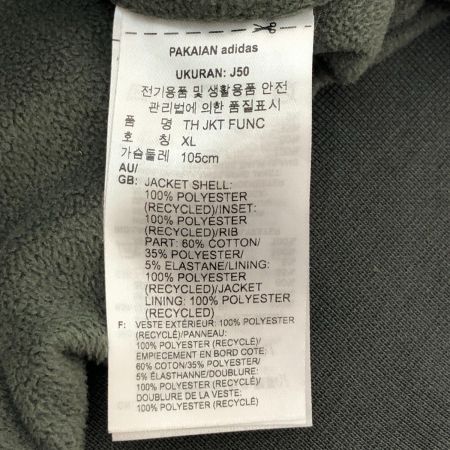 PAKAIAN adidas
UKURAN: J50
전기용품 및 생활용품 안전
관리법에 의한 품질표시
품 명 TH JKT FUNC
호 칭 XL
가슴둘레 105cm
AU/
GB: JACKET SHELL:
100% POLYESTER
(RECYCLED)/INSET:
100% POLYESTER
(RECYCLED)/RIB
PART: 60% COTTON/
35% POLYESTER/
5% ELASTANE/LINING:
100% POLYESTER
(RECYCLED)/JACKET
LINING: 100% POLYESTER
(RECYCLED)
F: VESTE EXTÉRIEUR: 100% POLYESTER
(RECYCLÉ)/PANNEAU:
100% POLYESTER (RECYCLÉ)/
EMPIECEMENT EN BORD COTE:
60% COTON/35% POLYESTER/
5% ÉLASTHANNE/DOUBLURE:
100% POLYESTER (RECYCLÉ)/
DOUBLURE DE LA VESTE:
100% POLYESTER (RECYCLÉ)